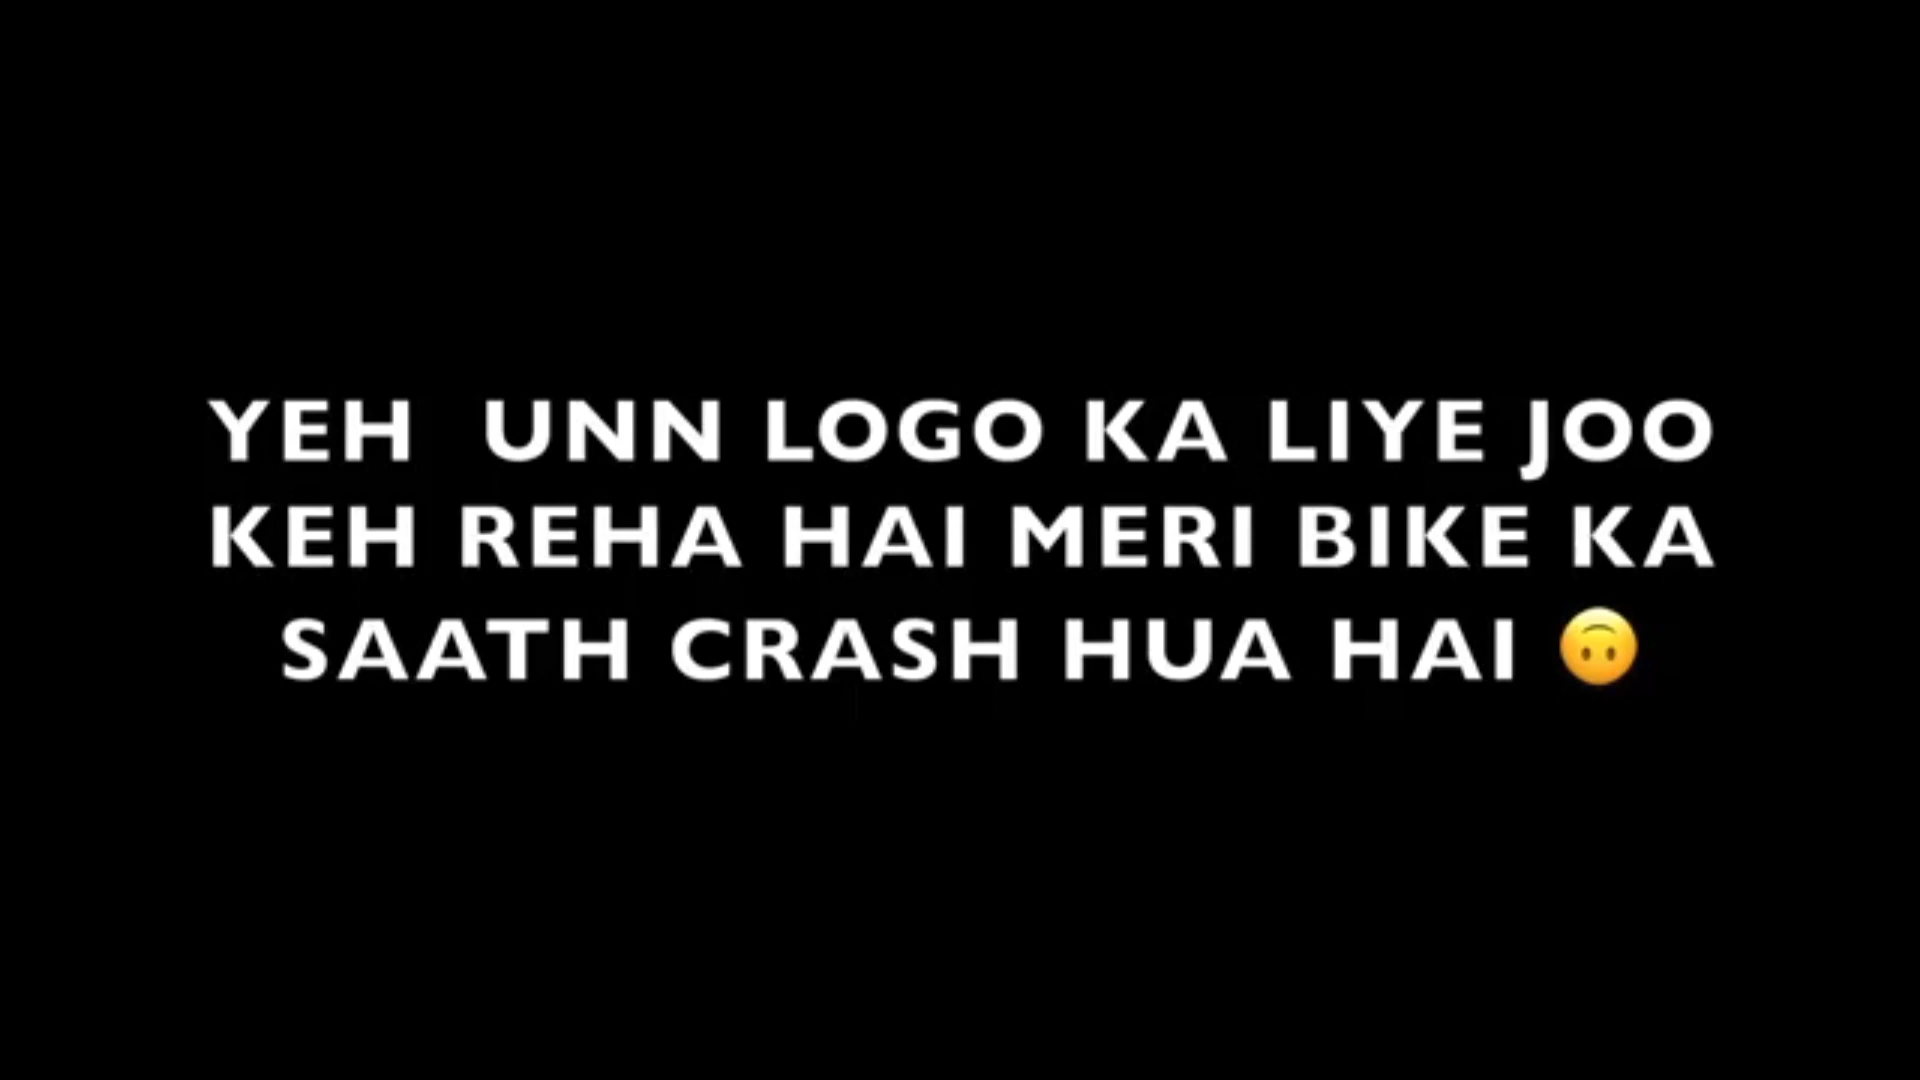 YEH  UNN LOGO KA LIYE JOO
KEH REHA HAI MERI BIKE KA
SAATH CRASH HUA HAI 🙃